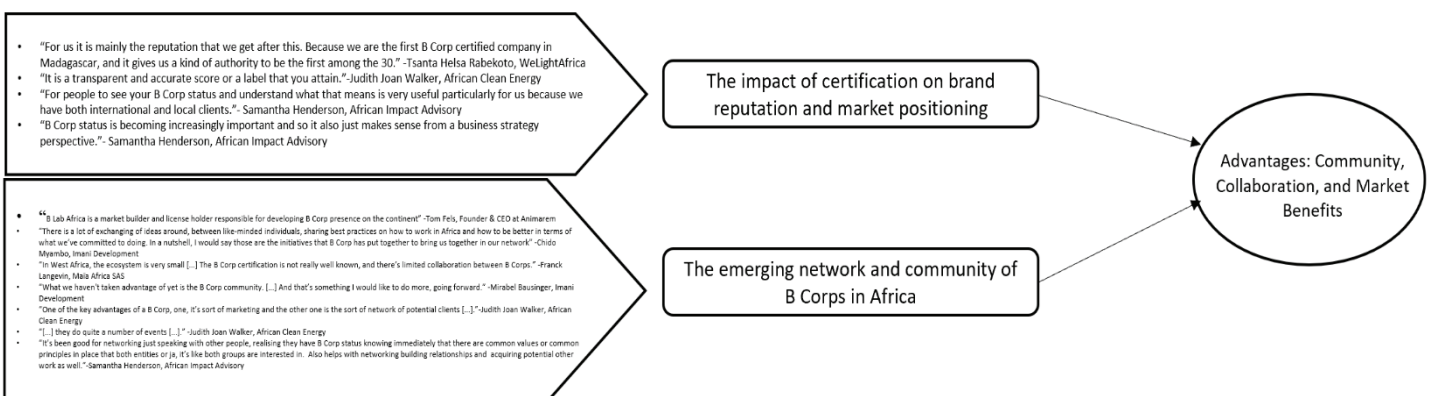 • "For us it is mainly the reputation that we get after this. Because we are the first B Corp certified company in
Madagascar, and it gives us a kind of authority to be the first among the 30." -Tsanta Helsa Rabekoto, WeLightAfrica
• "It is a transparent and accurate score or a label that you attain."-Judith Joan Walker, African Clean Energy
• "For people to see your B Corp status and understand what that means is very useful particularly for us because we
have both international and local clients."- Samantha Henderson, African Impact Advisory
• "B Corp status is becoming increasingly important and so it also just makes sense from a business strategy
perspective."- Samantha Henderson, African Impact Advisory
The impact of certification on brand
reputation and market positioning
• "B Lab Africa is a market builder and license holder responsible for developing B Corp presence on the continent" -Tom Fels, Founder & CEO at Animarem
• "There is a lot of exchanging of ideas around, between like-minded individuals, sharing best practices on how to work in Africa and how to be better in terms of
what we've committed to doing. In a nutshell, I would say those are the initiatives that B Corp has put together to bring us together in our network" -Chido
Myambo, Imani Development
• "In West Africa, the ecosystem is very small [...] The B Corp certification is not really well known, and there's limited collaboration between B Corps." -Franck
Langevin, Maïa Africa SAS
• "What we haven't taken advantage of yet is the B Corp community. [...] And that's something I would like to do more, going forward." -Mirabel Bausinger, Imani
Development
• "One of the key advantages of a B Corp, one, it's sort of marketing and the other one is the sort of network of potential clients [...]."-Judith Joan Walker, African
Clean Energy
• "[...] they do quite a number of events [...]." -Judith Joan Walker, African Clean Energy
• "It's been good for networking just speaking with other people, realising they have B Corp status knowing immediately that there are common values or common
principles in place that both entities or ja, it's like both groups are interested in.  Also helps with networking building relationships and  acquiring potential other
work as well."-Samantha Henderson, African Impact Advisory
The emerging network and community of
B Corps in Africa
Advantages: Community,
Collaboration, and Market
Benefits